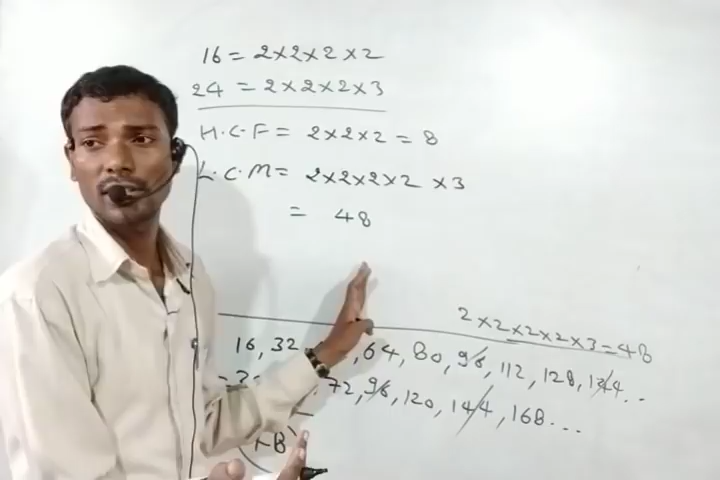 16 = 2×2×2×2
24 = 2×2×2×3
H.C.F = 2×2×2 = 8
L.C.M = 2×2×2×2 ×3
= 48
2×2×2×2×3=48
16, 32 ,64, 80, 96, 112, 128, 144...
72, 96, 120, 144, 168...